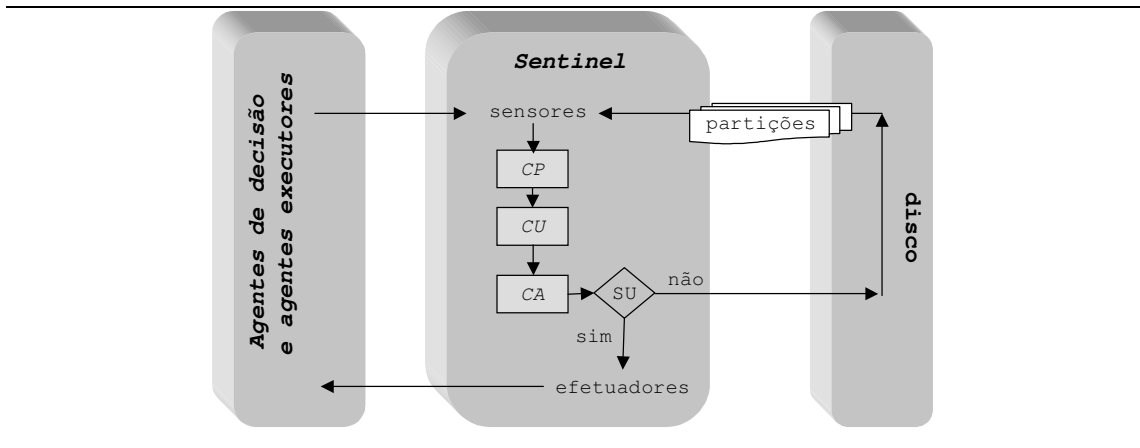 Agentes de decisão
e agentes executores
Sentinel
sensores
partições
CP
CU
CA
SU
não
sim
efetuadores
disco